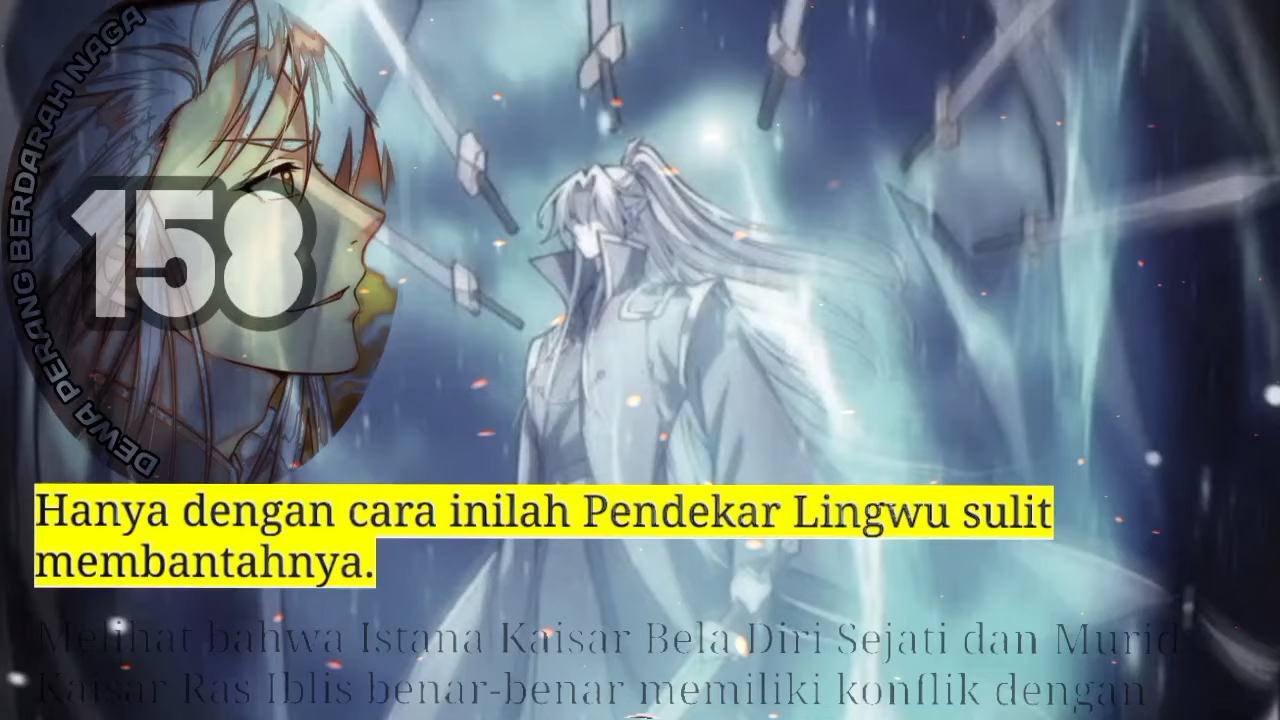 DEWA PERANG BERDARAH NAGA
158
Hanya dengan cara inilah Pendekar Lingwu sulit
membantahnya.
Melihat bahwa Istana Kaisar Bela Diri Sejati dan Murid
Kaisar Ras Iblis benar-benar memiliki konflik dengan